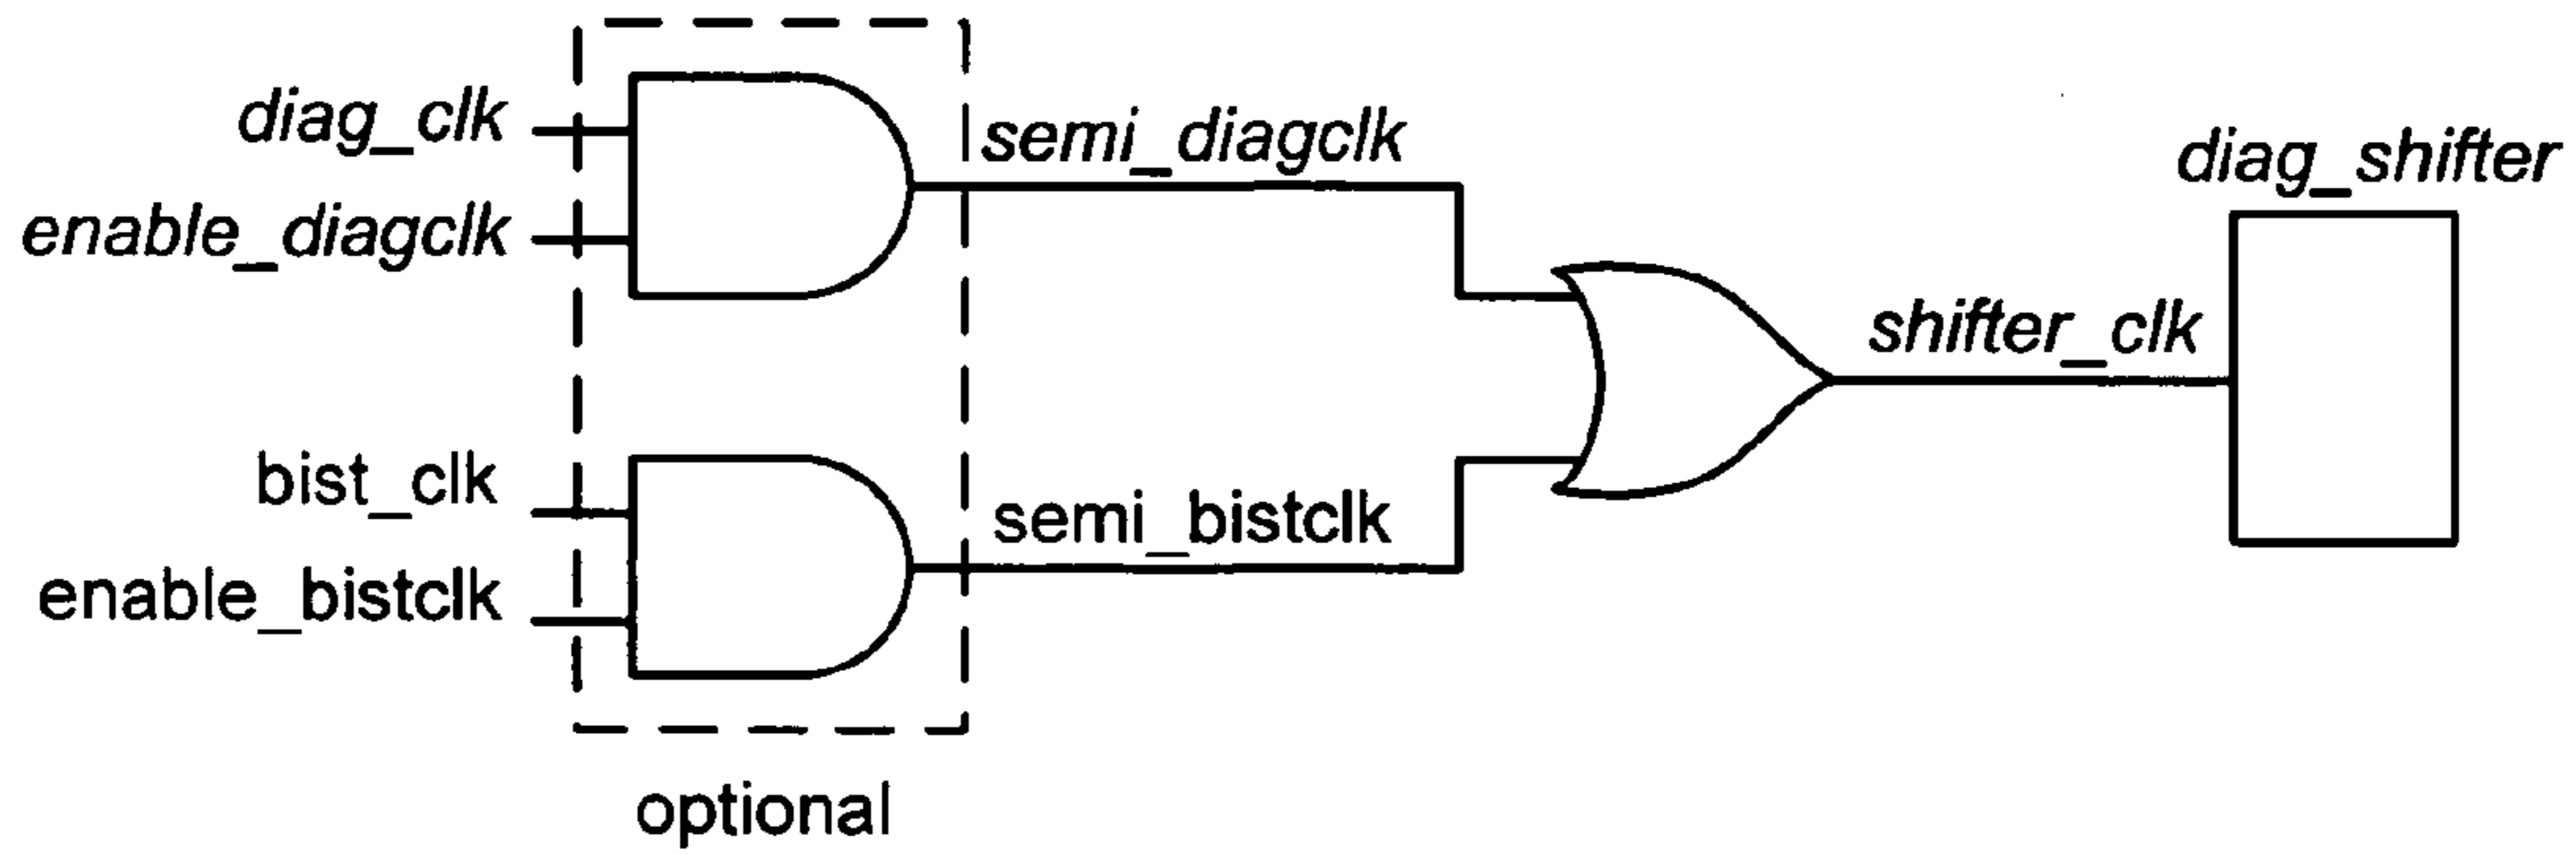 diag_clk
enable_diagclk
semi_diagclk
diag_shifter
shifter_clk
bist_clk
enable_bistclk
semi_bistclk
optional